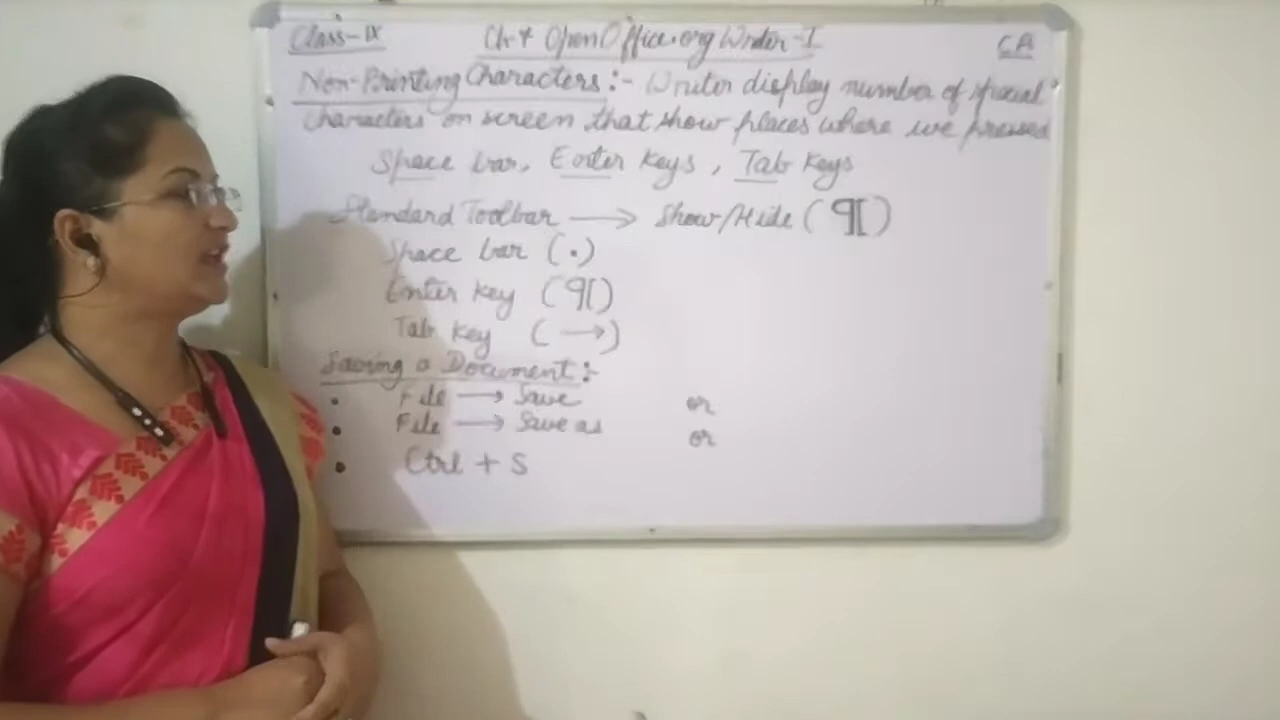 Class-IX Ch-4 OpenOffice.org Writer-I CA
Non-Printing Characters :- Writer display number of special
characters on screen that show places where we pressed
Space bar, Enter keys, Tab keys
Standard Toolbar → Show/Hide (¶)
Space bar (.)
Enter key (¶)
Tab key (→)
Saving a Document :-
• File → Save or
• File → Save as or
• Ctrl + S